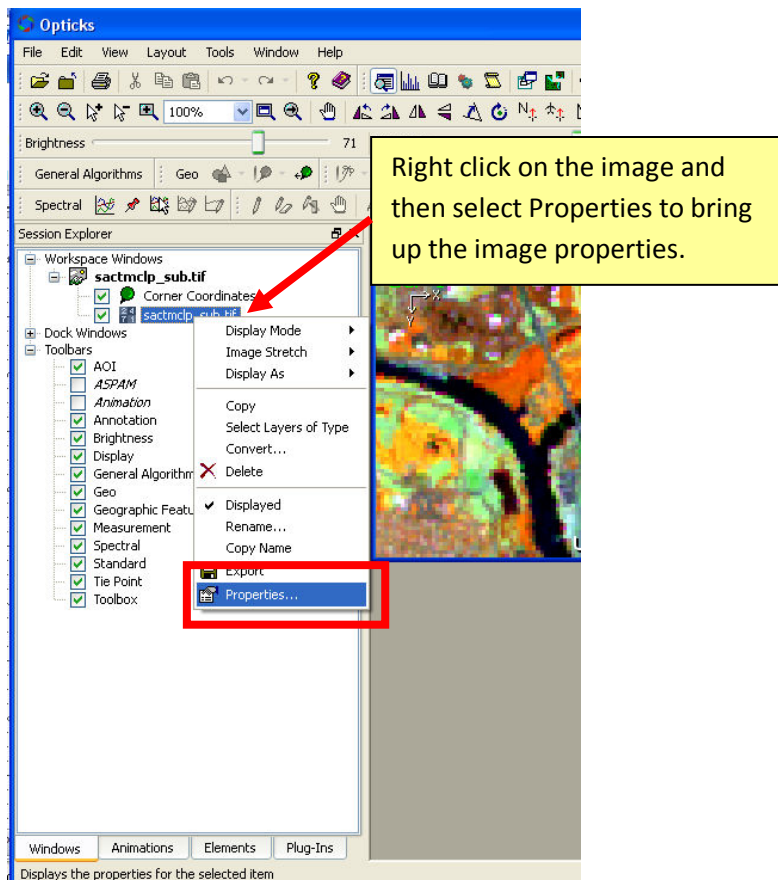 Opticks
File Edit View Layout Tools Window Help
100%
Brightness 71
General Algorithms Geo
Spectral
Session Explorer
Right click on the image and
then select Properties to bring
up the image properties.
Workspace Windows
sactmclp_sub.tif
Corner Coordinates
sactmclp_sub.tif
Dock Windows
Toolbars
AOI
ASPAM
Animation
Annotation
Brightness
Display
General Algorithm
Geo
Geographic Featu
Measurement
Spectral
Standard
Tie Point
Toolbox
Display Mode
Image Stretch
Display As
Copy
Select Layers of Type
Convert...
Delete
Displayed
Rename...
Copy Name
Export
Properties...
X
Y
Windows Animations Elements Plug-Ins
Displays the properties for the selected item